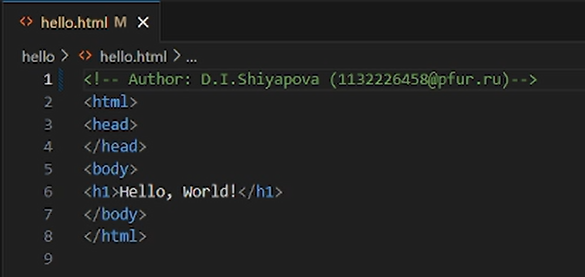 <> hello.html M X
hello > <> hello.html > ...
1 <!-- Author: D.I.Shiyapova (1132226458@pfur.ru)-->
2 <html>
3 <head>
4 </head>
5 <body>
6 <h1>Hello, World!</h1>
7 </body>
8 </html>
9